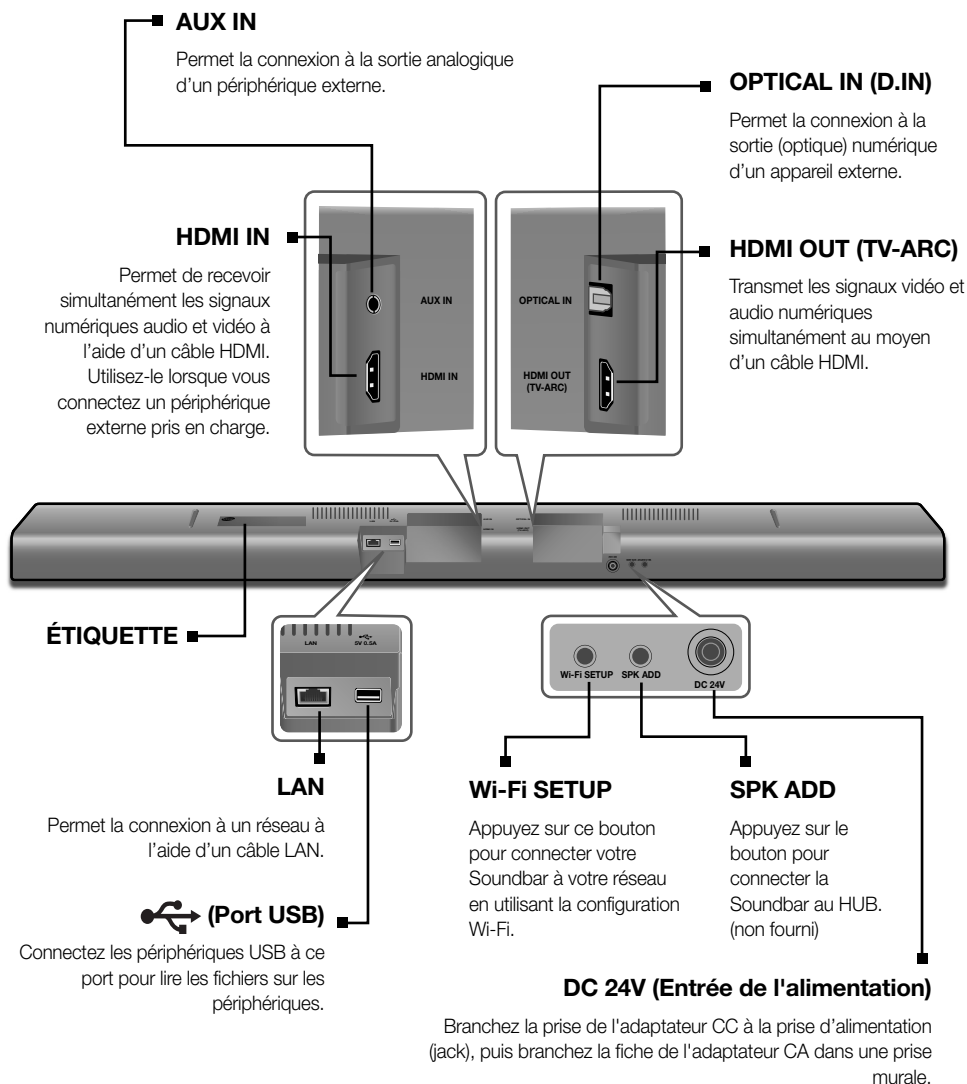 AUX IN
Permet la connexion à la sortie analogique
d'un périphérique externe.
OPTICAL IN (D.IN)
Permet la connexion à la
sortie (optique) numérique
d'un appareil externe.
HDMI IN
Permet de recevoir
simultanément les signaux
numériques audio et vidéo à
l'aide d'un câble HDMI.
Utilisez-le lorsque vous
connectez un périphérique
externe pris en charge.
AUX IN
HDMI IN
OPTICAL IN
HDMI OUT
(TV-ARC)
HDMI OUT (TV-ARC)
Transmet les signaux vidéo et
audio numériques
simultanément au moyen
d'un câble HDMI.
ÉTIQUETTE
LAN
5V 0.5A
Wi-Fi SETUP
SPK ADD
DC 24V
LAN
Permet la connexion à un réseau à
l'aide d'un câble LAN.
(Port USB)
Connectez les périphériques USB à ce
port pour lire les fichiers sur les
périphériques.
Wi-Fi SETUP
Appuyez sur ce bouton
pour connecter votre
Soundbar à votre réseau
en utilisant la configuration
Wi-Fi.
SPK ADD
Appuyez sur le
bouton pour
connecter la
Soundbar au HUB.
(non fourni)
DC 24V (Entrée de l'alimentation)
Branchez la prise de l'adaptateur CC à la prise d'alimentation
(jack), puis branchez la fiche de l'adaptateur CA dans une prise
murale.